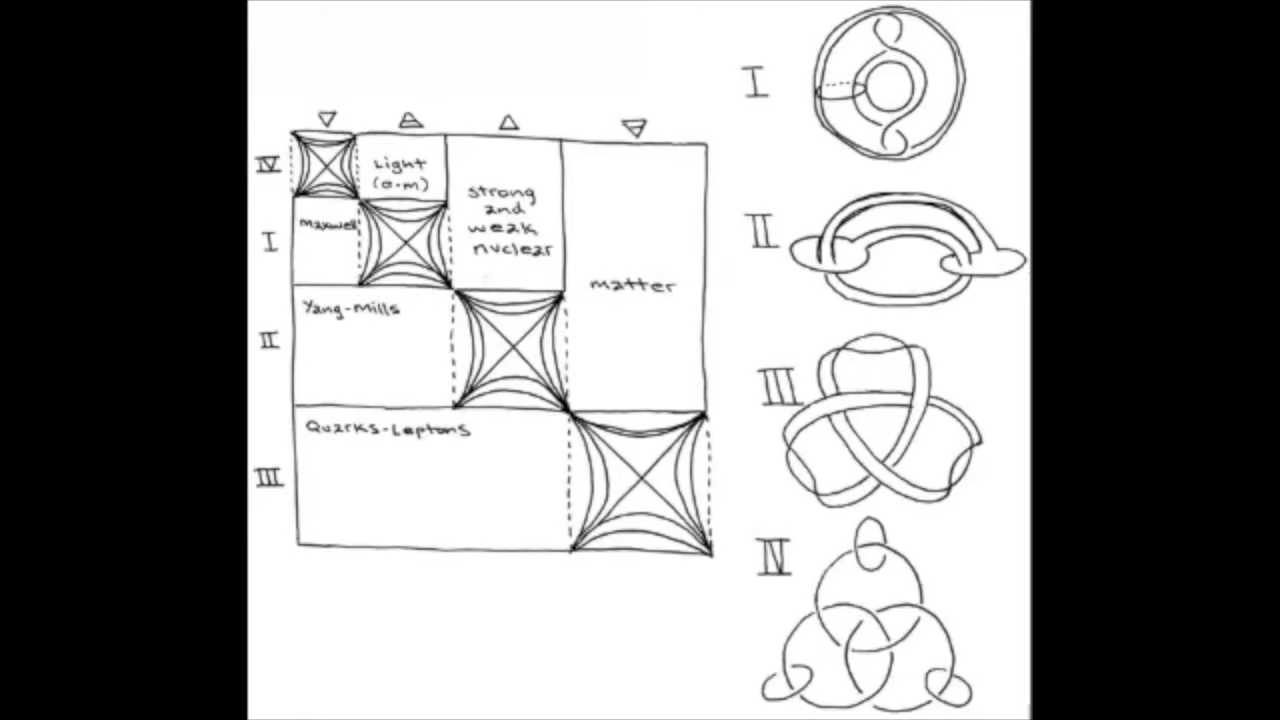 IV
Light
(e-m)
strong
and
weak
nuclear
matter
I
Maxwell
II
Yang-Mills
III
Quarks-Leptons
I
II
III
IV